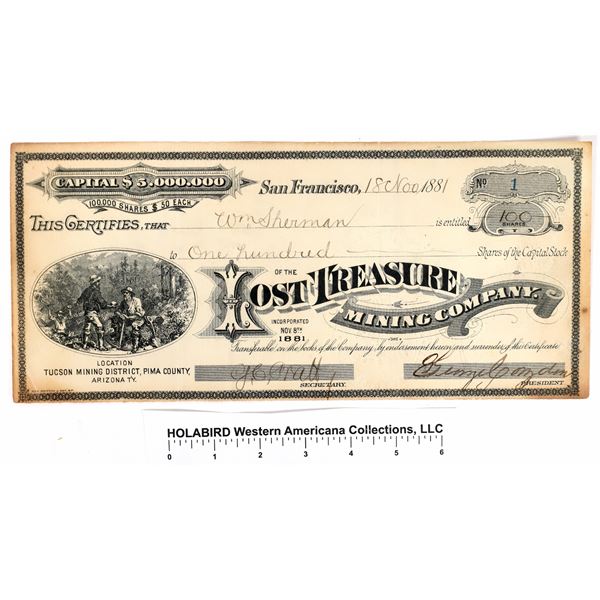 CAPITAL $ 5.000.000
100.000 SHARES $ 50 EACH
San Francisco, 18 Nov 1881
No 1
100
SHARES
THIS CERTIFIES, THAT Wm Sherman is entitled
to One hundred Shares of the Capital Stock
OF THE
LOST TREASURE
MINING COMPANY.
INCORPORATED
NOV 8TH
1881
Transferable on the Books of the Company, by endorsement hereon and surrender of this Certificate
LOCATION
TUCSON MINING DISTRICT, PIMA COUNTY,
ARIZONA TY.
SECRETARY.
George
PRESIDENT
HOLABIRD Western Americana Collections, LLC
0 1 2 3 4 5 6